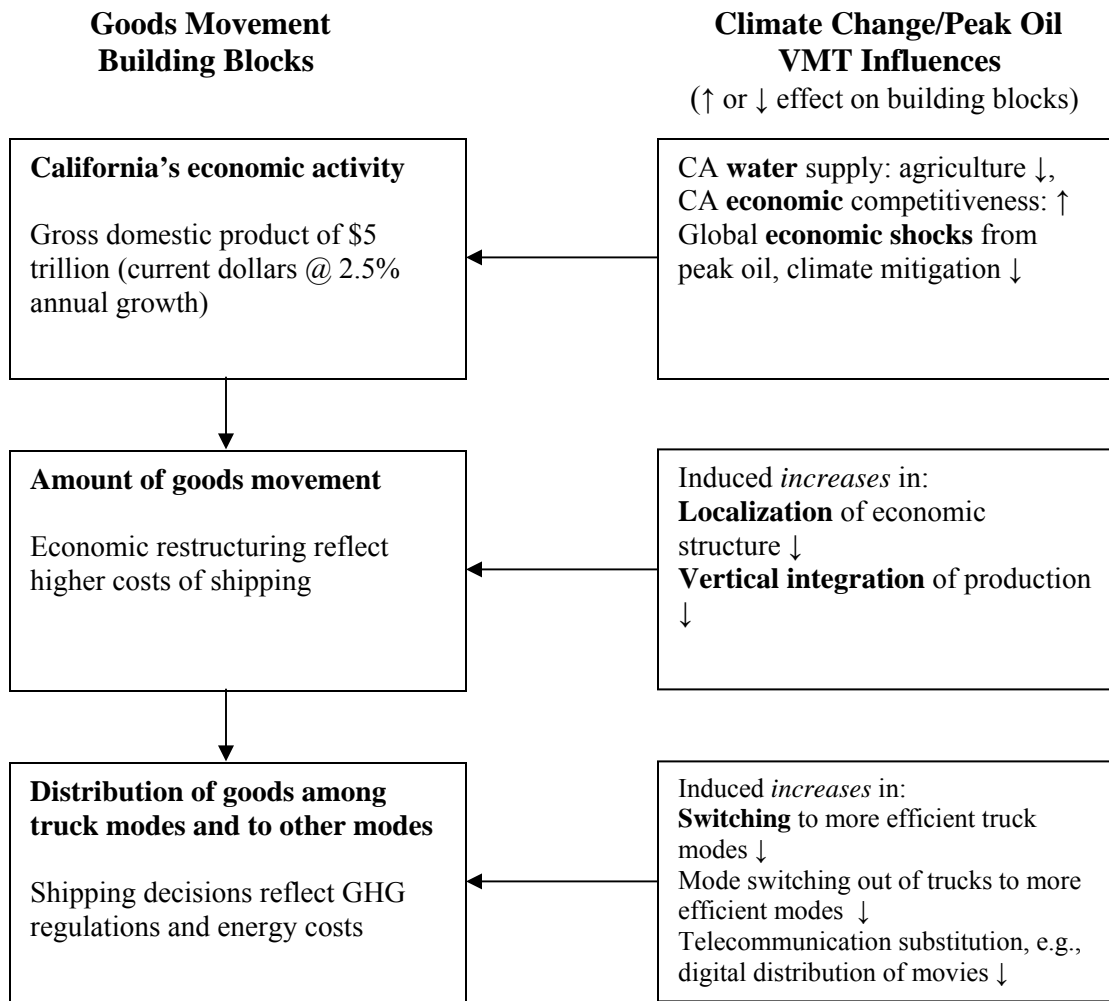 Goods Movement
Building Blocks
Climate Change/Peak Oil
VMT Influences
(↑ or ↓ effect on building blocks)
California’s economic activity
Gross domestic product of $5
trillion (current dollars @ 2.5%
annual growth)
CA water supply: agriculture ↓,
CA economic competitiveness: ↑
Global economic shocks from
peak oil, climate mitigation ↓
Amount of goods movement
Economic restructuring reflect
higher costs of shipping
Induced increases in:
Localization of economic
structure ↓
Vertical integration of production
↓
Distribution of goods among
truck modes and to other modes
Shipping decisions reflect GHG
regulations and energy costs
Induced increases in:
Switching to more efficient truck
modes ↓
Mode switching out of trucks to more
efficient modes ↓
Telecommunication substitution, e.g.,
digital distribution of movies ↓